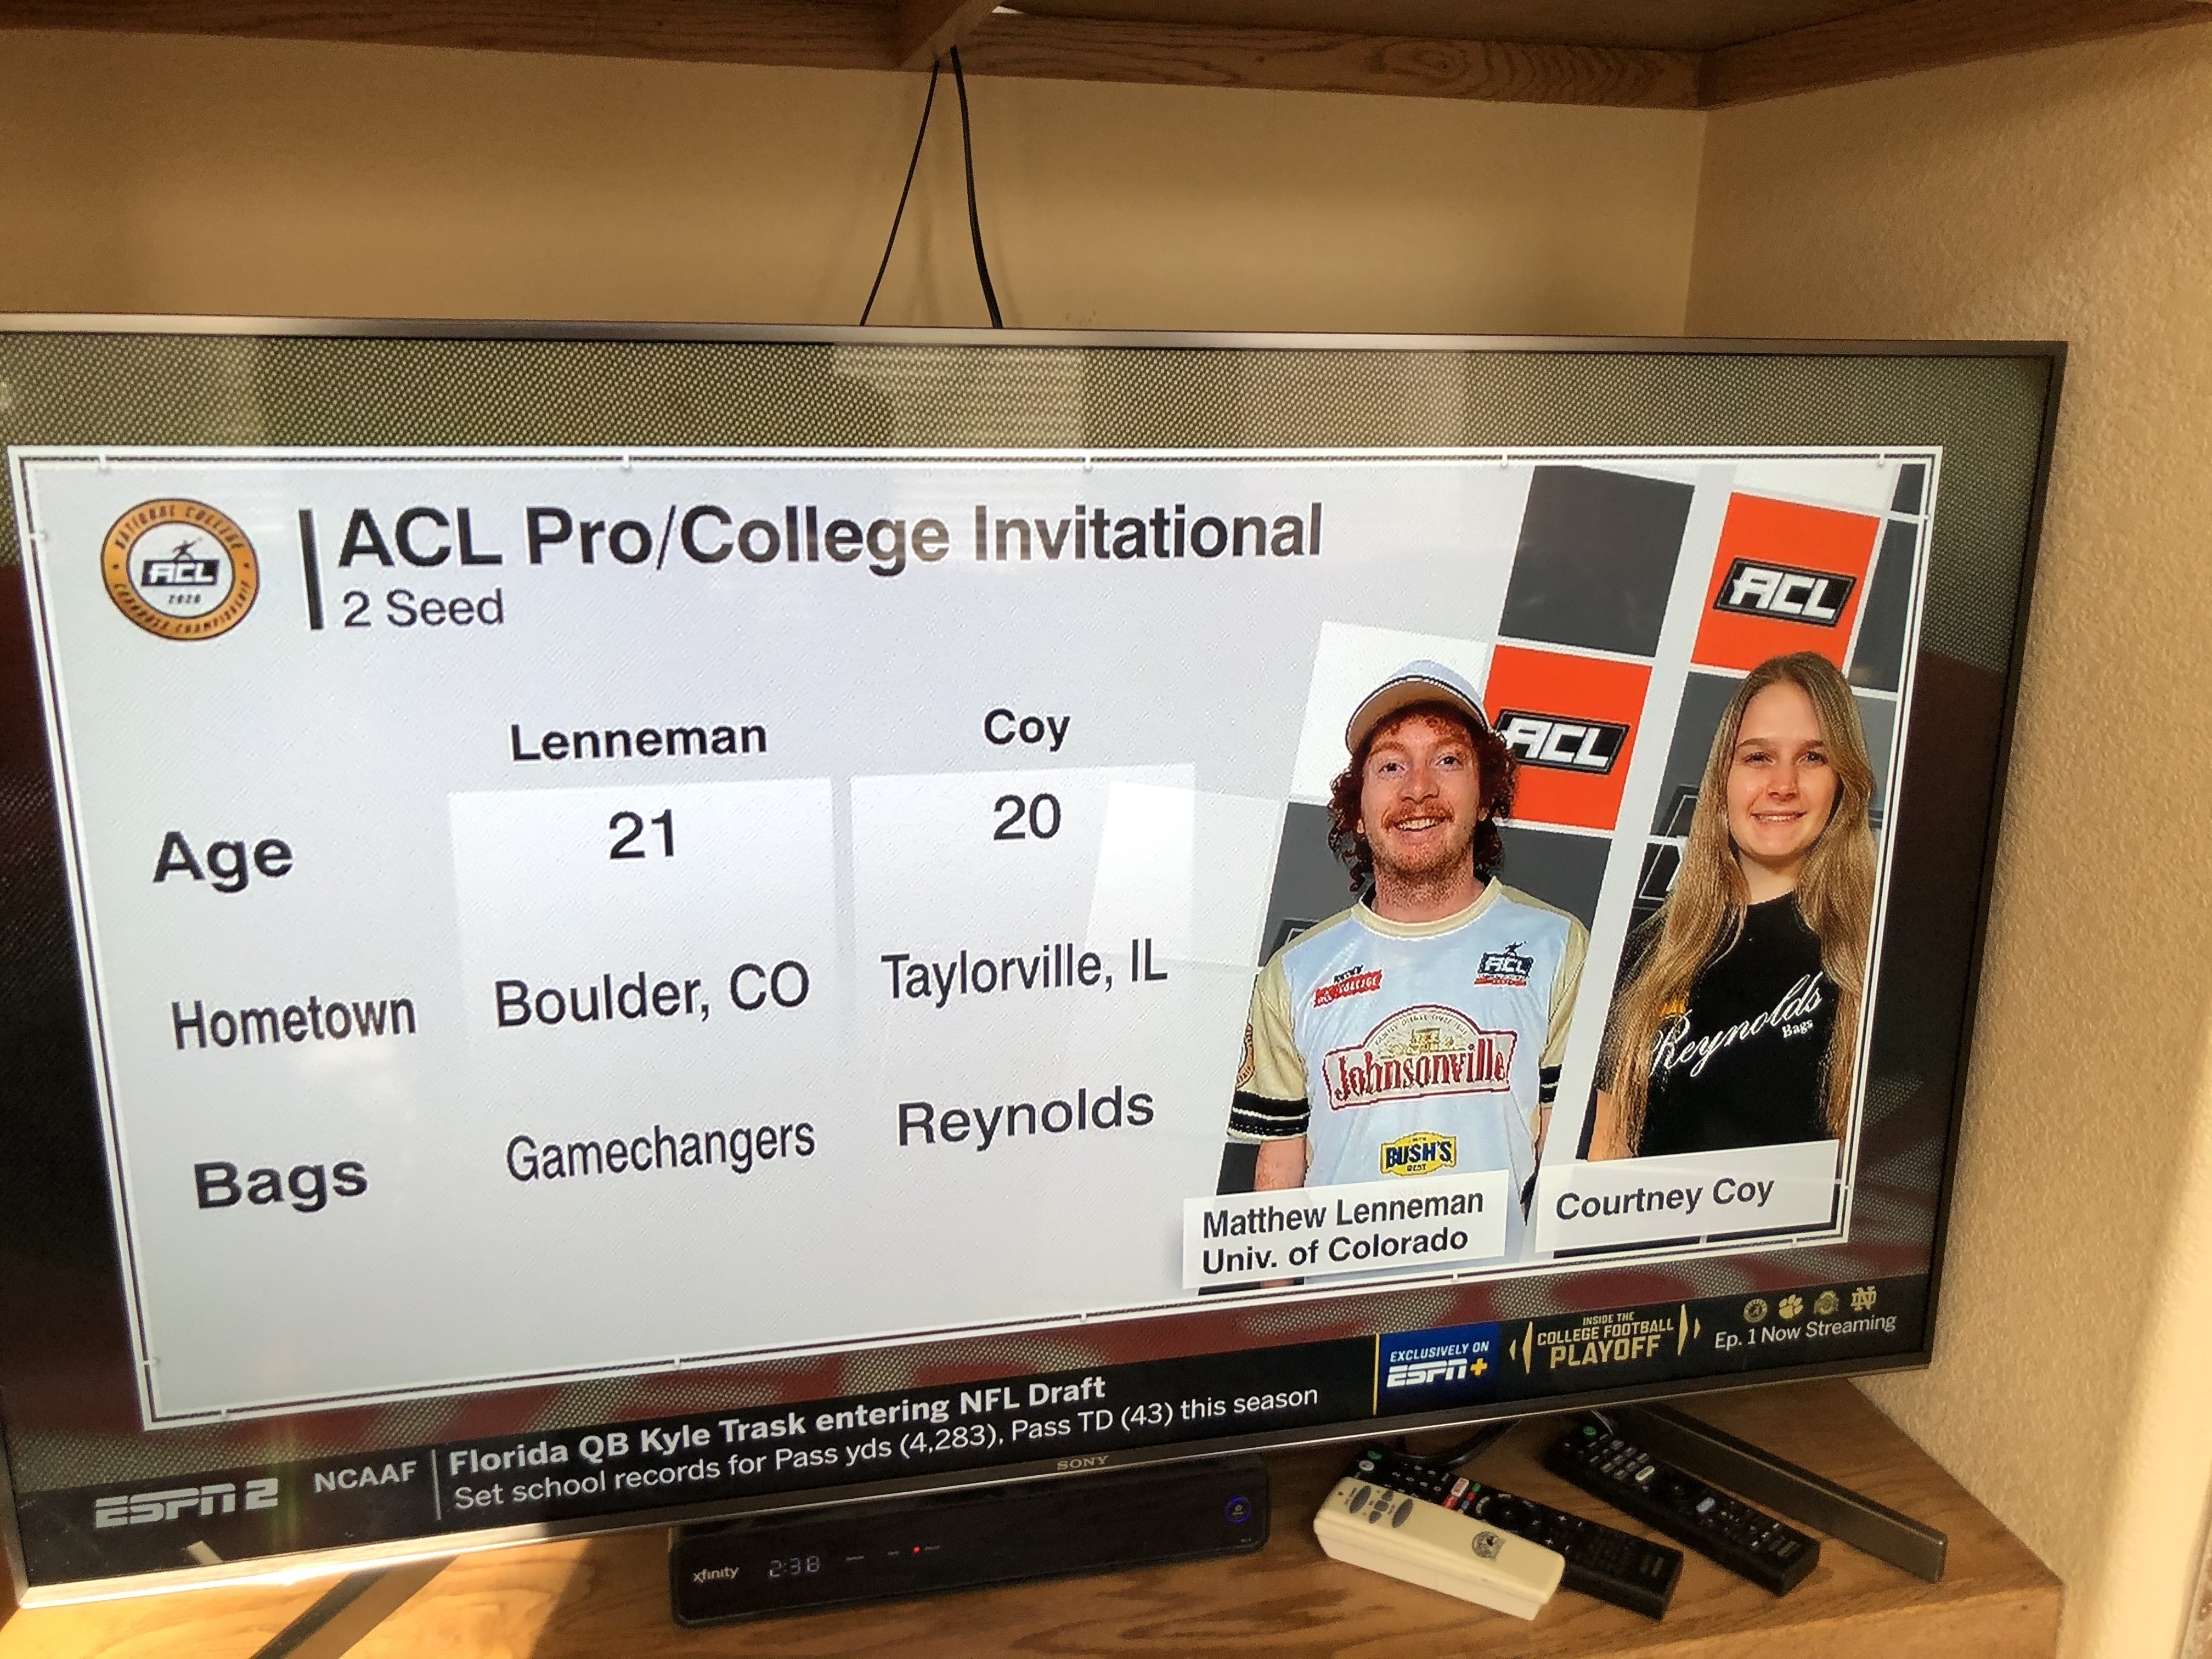 NATIONAL COLLEGE
ACL
2020
CORNHOLE CHAMPIONSHIP
ACL Pro/College Invitational
2 Seed
Lenneman Coy
Age 21 20
Hometown Boulder, CO Taylorville, IL
Bags Gamechangers Reynolds
ACL
ACL
COLLEGE
ACL
Johnsonville
BUSH'S
BEST
Reynolds
Bags
Matthew Lenneman
Univ. of Colorado
Courtney Coy
ESPN 2
NCAAF
Florida QB Kyle Trask entering NFL Draft
Set school records for Pass yds (4,283), Pass TD (43) this season
EXCLUSIVELY ON
ESPN+
INSIDE THE
COLLEGE FOOTBALL
PLAYOFF
Ep. 1 Now Streaming
SONY
xfinity 2:38